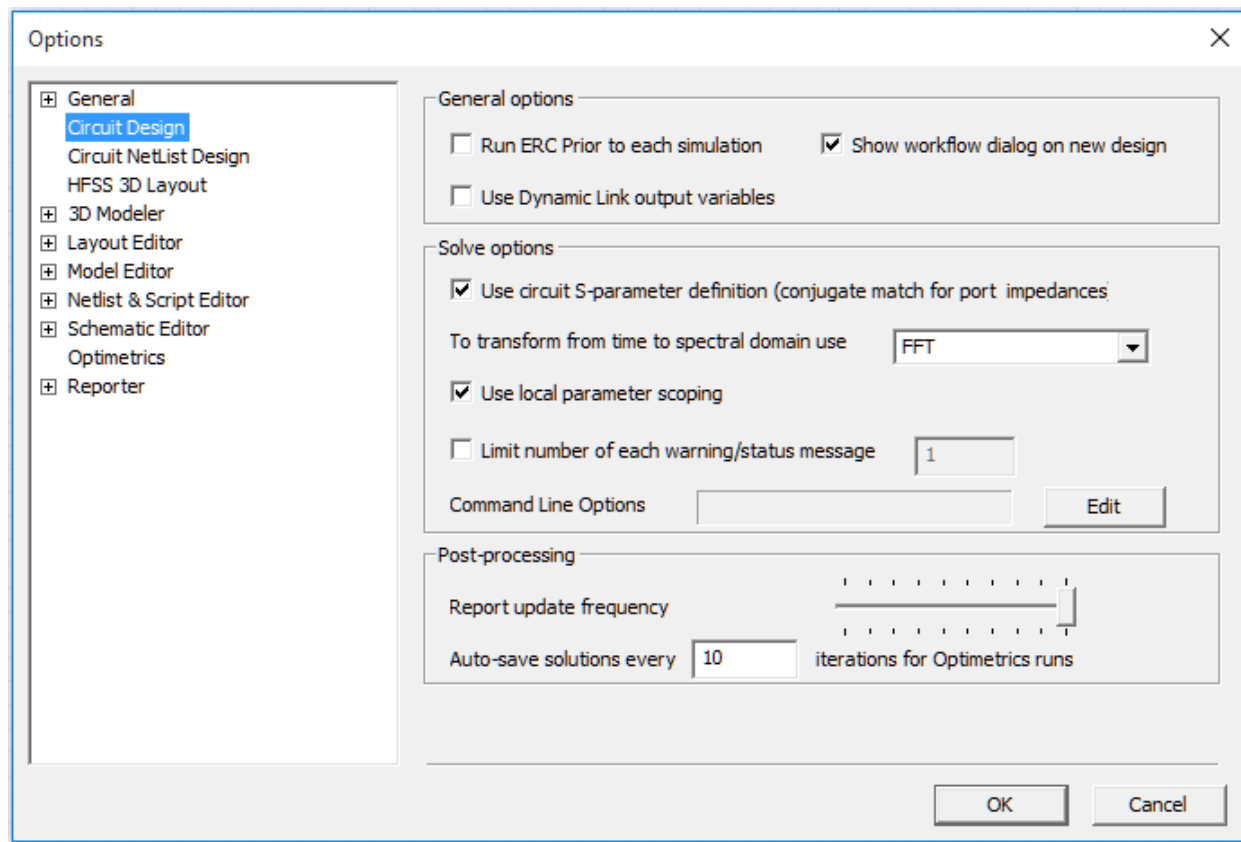 Options
General
Circuit Design
Circuit NetList Design
HFSS 3D Layout
3D Modeler
Layout Editor
Model Editor
Netlist & Script Editor
Schematic Editor
Optimetrics
Reporter
General options
Run ERC Prior to each simulation
Show workflow dialog on new design
Use Dynamic Link output variables
Solve options
Use circuit S-parameter definition (conjugate match for port impedances)
To transform from time to spectral domain use FFT
Use local parameter scoping
Limit number of each warning/status message 1
Command Line Options Edit
Post-processing
Report update frequency
Auto-save solutions every 10 iterations for Optimetrics runs
OK Cancel